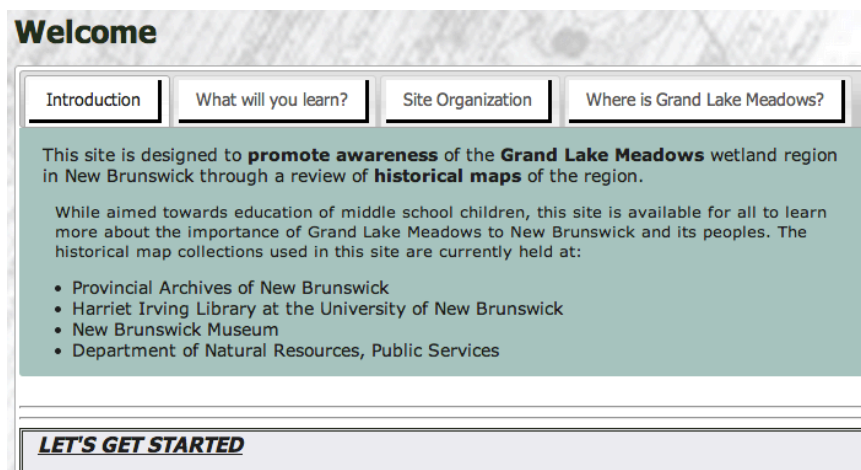 Welcome
Introduction What will you learn? Site Organization Where is Grand Lake Meadows?
This site is designed to promote awareness of the Grand Lake Meadows wetland region
in New Brunswick through a review of historical maps of the region.
While aimed towards education of middle school children, this site is available for all to learn
more about the importance of Grand Lake Meadows to New Brunswick and its peoples. The
historical map collections used in this site are currently held at:
• Provincial Archives of New Brunswick
• Harriet Irving Library at the University of New Brunswick
• New Brunswick Museum
• Department of Natural Resources, Public Services
LET'S GET STARTED